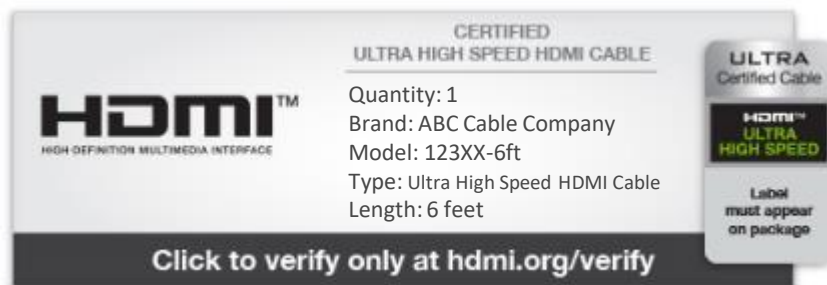 CERTIFIED
ULTRA HIGH SPEED HDMI CABLE
HDMI™
HIGH-DEFINITION MULTIMEDIA INTERFACE
Quantity: 1
Brand: ABC Cable Company
Model: 123XX-6ft
Type: Ultra High Speed HDMI Cable
Length: 6 feet
ULTRA
Certified Cable
HDMI™
ULTRA
HIGH SPEED
Label
must appear
on package
Click to verify only at hdmi.org/verify